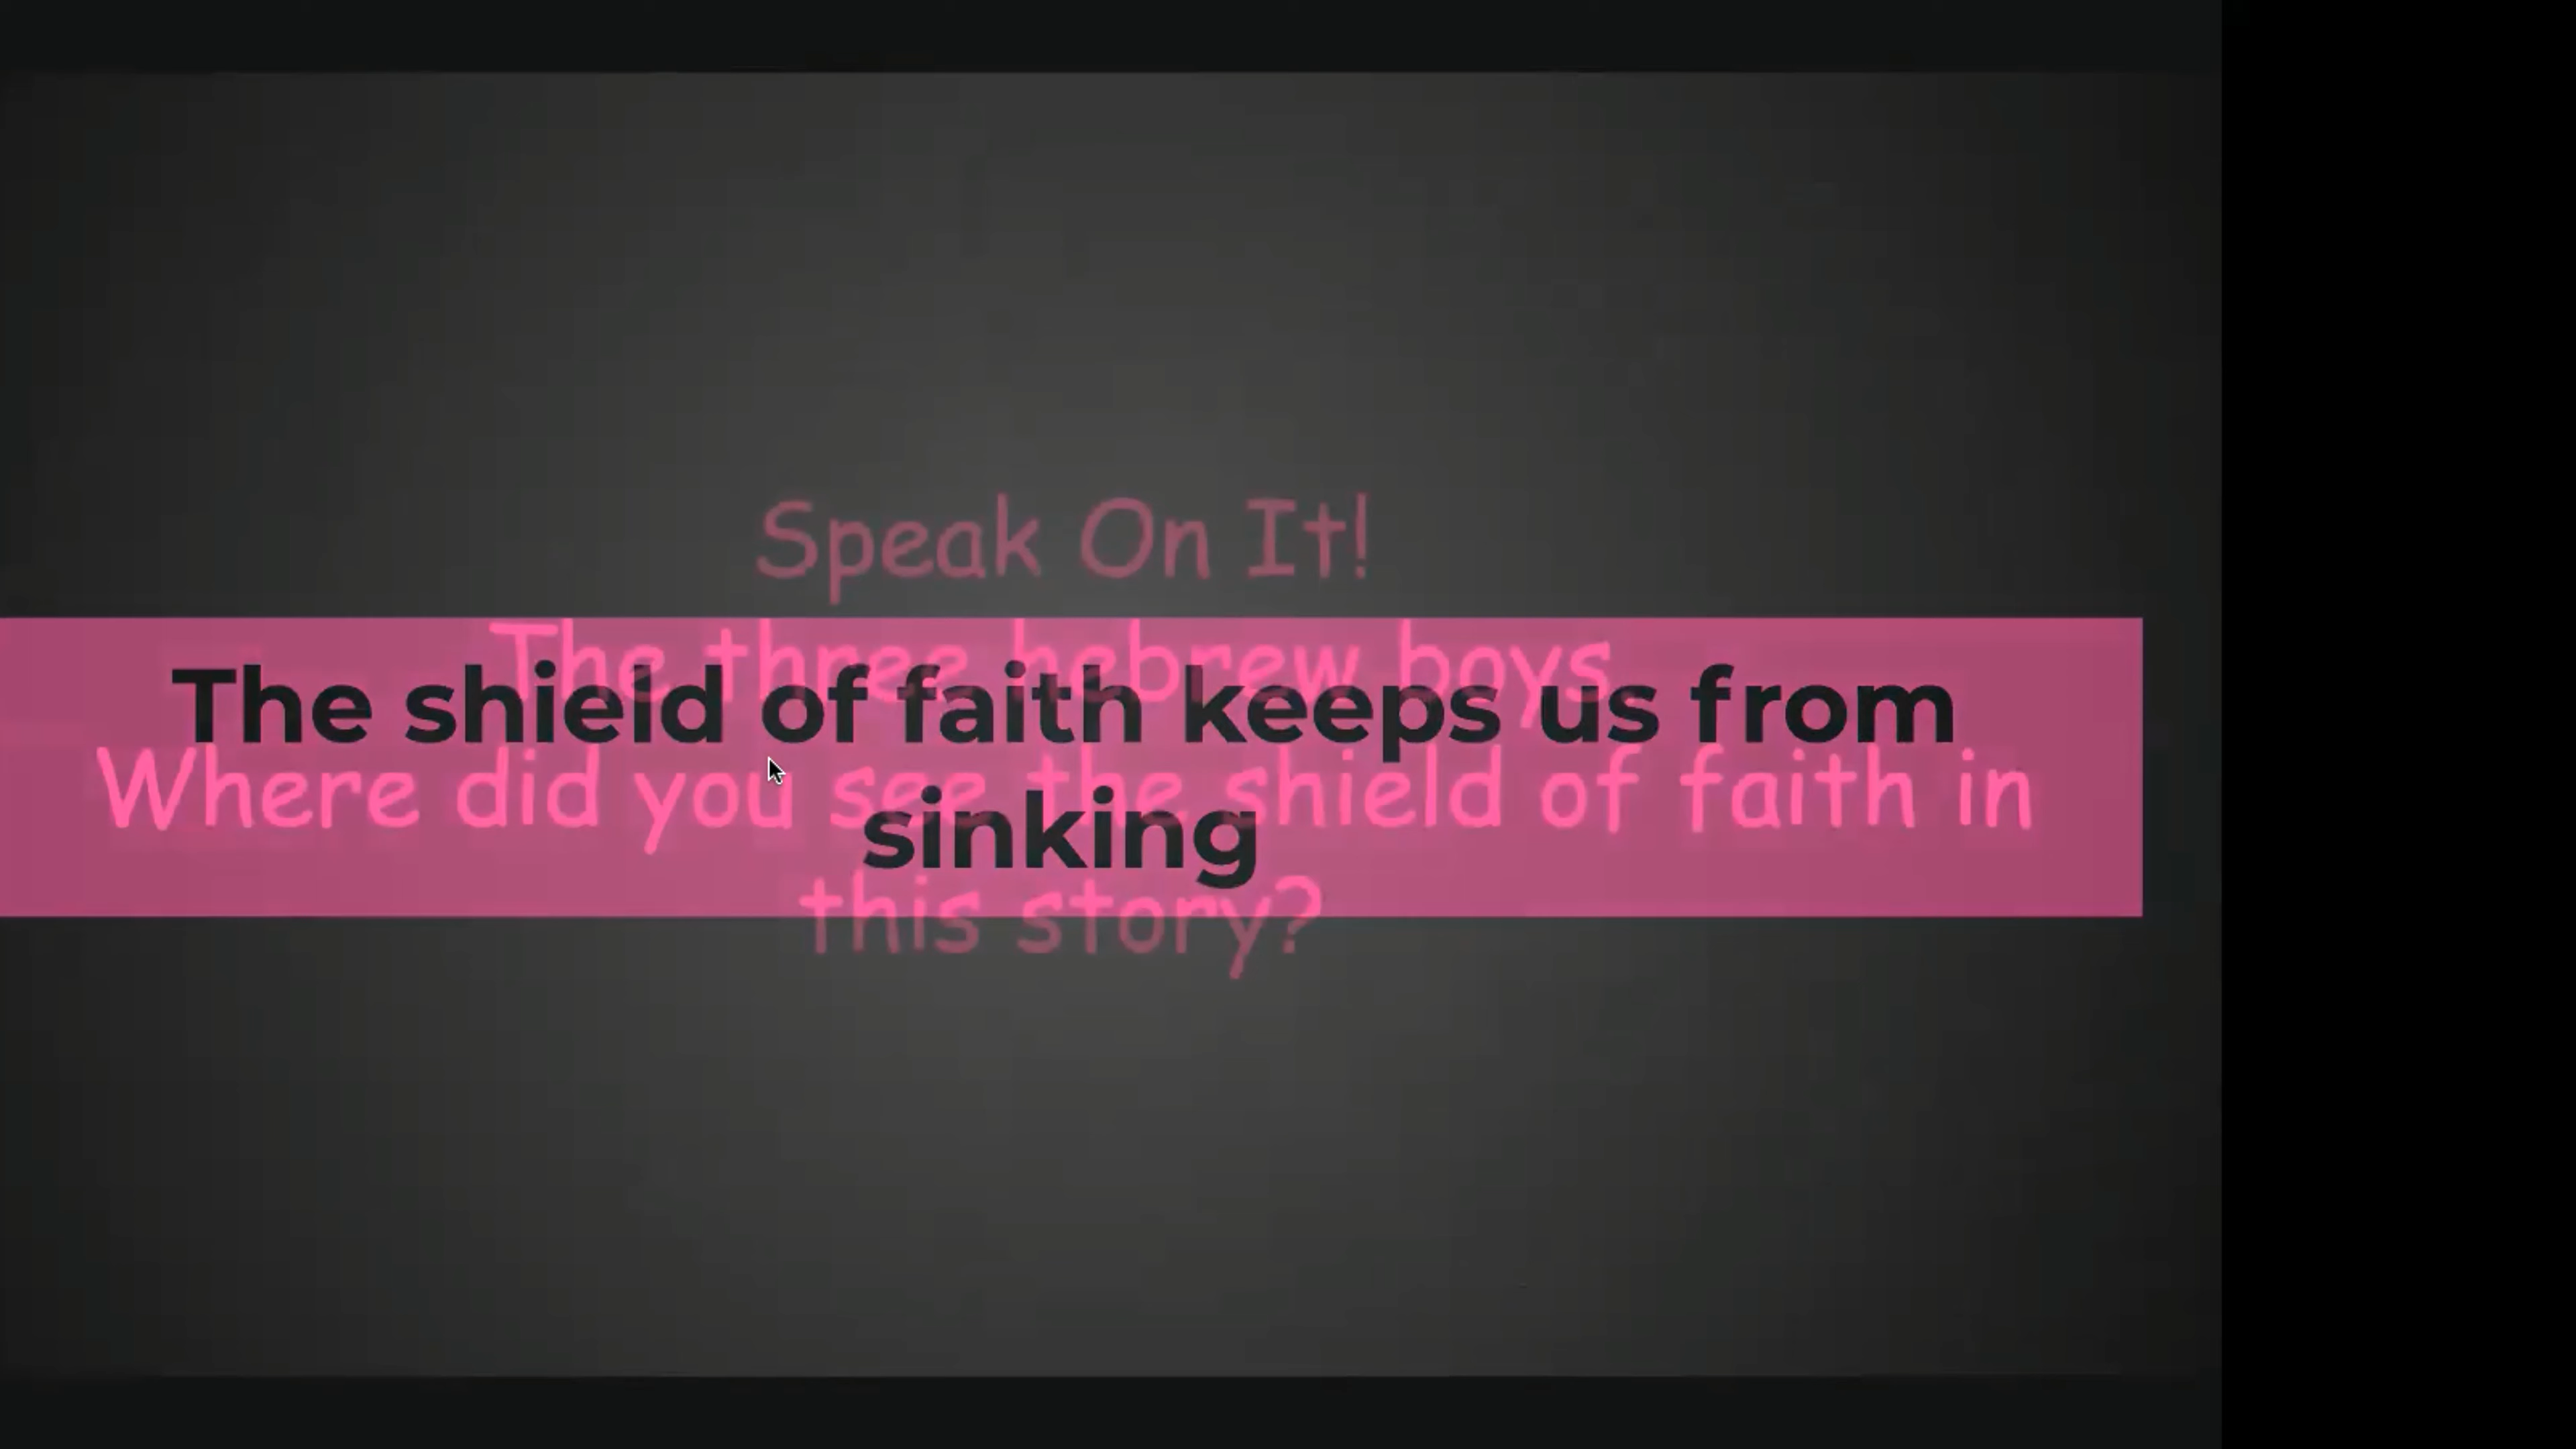 Speak On It!
The three hebrew boys
The shield of faith keeps us from
Where did you see the shield of faith in
sinking
this story?